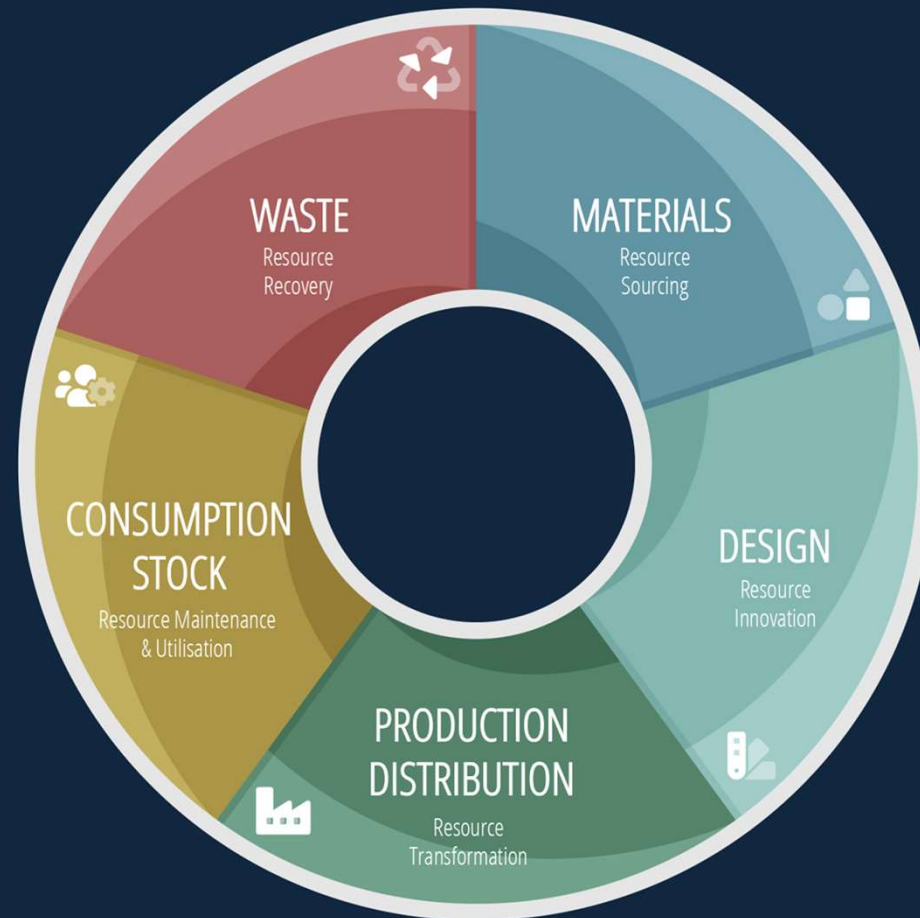 WASTE
Resource
Recovery
MATERIALS
Resource
Sourcing
CONSUMPTION
STOCK
Resource Maintenance
& Utilisation
DESIGN
Resource
Innovation
PRODUCTION
DISTRIBUTION
Resource
Transformation